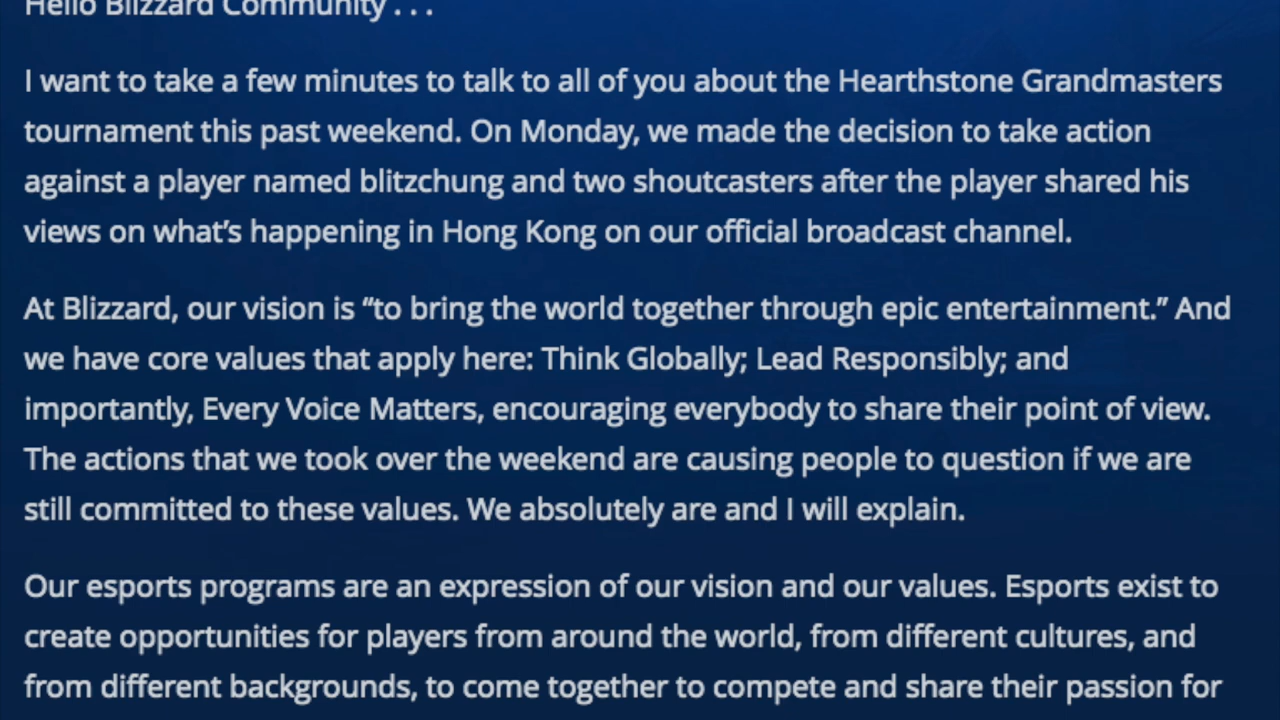 Hello Blizzard Community . . .
I want to take a few minutes to talk to all of you about the Hearthstone Grandmasters
tournament this past weekend. On Monday, we made the decision to take action
against a player named blitzchung and two shoutcasters after the player shared his
views on what’s happening in Hong Kong on our official broadcast channel.
At Blizzard, our vision is “to bring the world together through epic entertainment.” And
we have core values that apply here: Think Globally; Lead Responsibly; and
importantly, Every Voice Matters, encouraging everybody to share their point of view.
The actions that we took over the weekend are causing people to question if we are
still committed to these values. We absolutely are and I will explain.
Our esports programs are an expression of our vision and our values. Esports exist to
create opportunities for players from around the world, from different cultures, and
from different backgrounds, to come together to compete and share their passion for